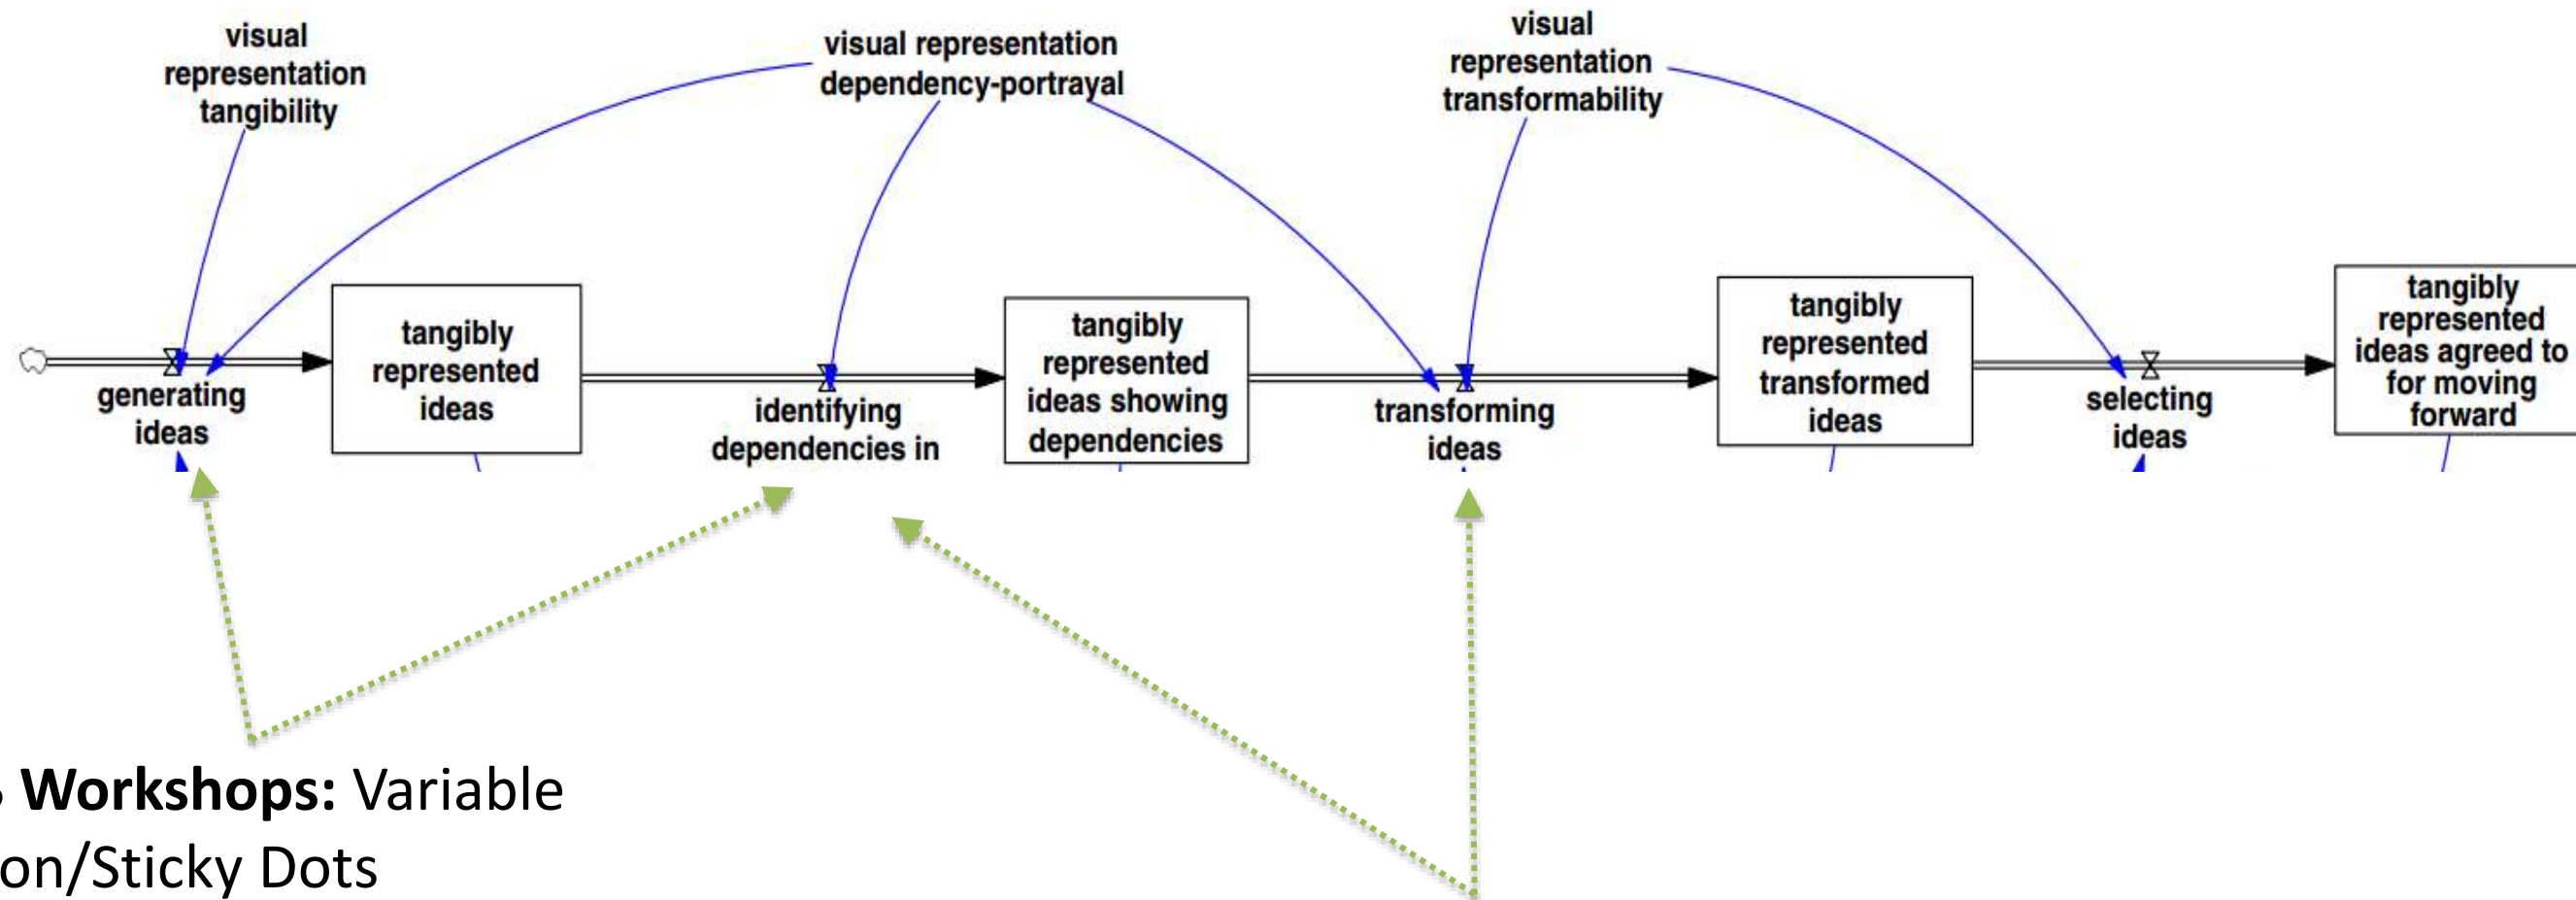 visual
representation
tangibility
visual representation
dependency-portrayal
visual
representation
transformability
generating
ideas
tangibly
represented
ideas
identifying
dependencies in
tangibly
represented
ideas showing
dependencies
transforming
ideas
tangibly
represented
transformed
ideas
selecting
ideas
tangibly
represented
ideas agreed to
for moving
forward
Workshops: Variable
on/Sticky Dots